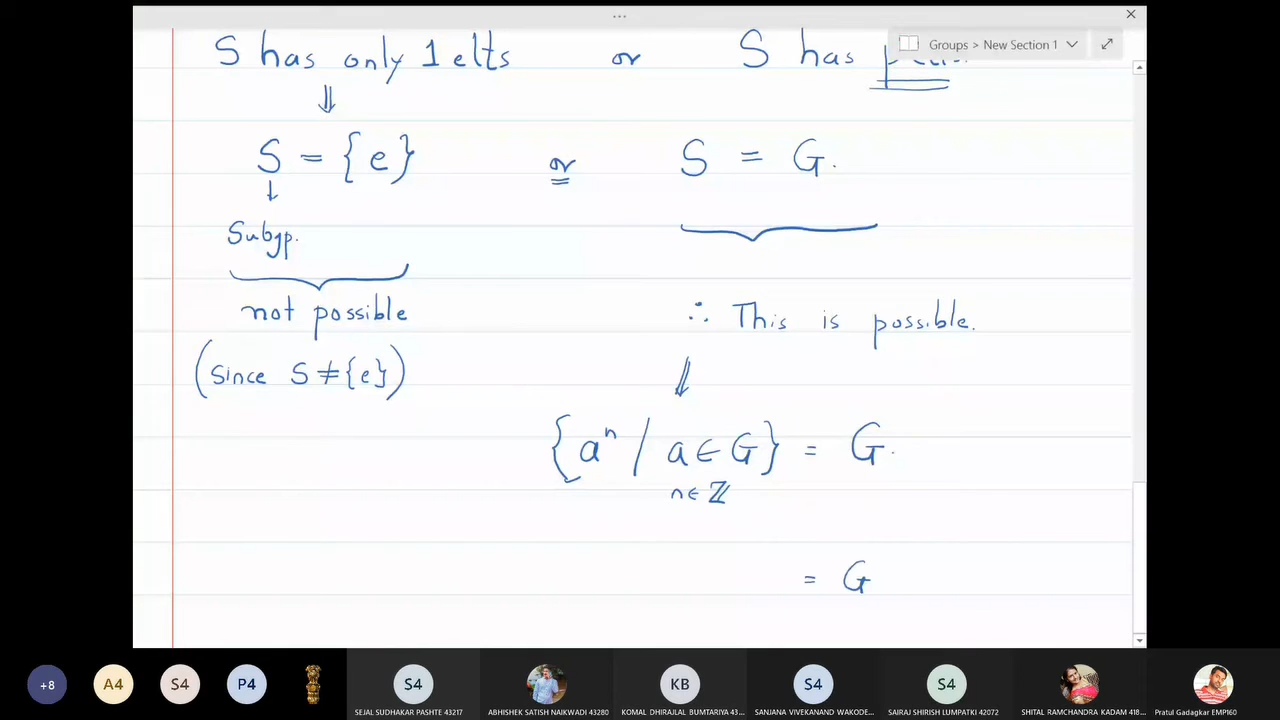 S has only 1 elts or S has
Groups > New Section 1
⇓
S = {e} or S = G.
↓
Subgp.
not possible ∴ This is possible.
(Since S ≠ {e}) ⇓
{aⁿ / a ∈ G} = G.
n ∈ ℤ
= G
+8 A4 S4 P4 S4 KB S4 S4
SEJAL SUDHAKAR PASHTE 43217 ABHISHEK SATISH NAIKWADI 43280 KOMAL DHIRAJLAL BUMTARIYA 43... SANJANA VIVEKANAND WAKODE... SAIRAJ SHIRISH LUMPATKI 42072 SHITAL RAMCHANDRA KADAM 418... Pratul Gadagkar EMP160